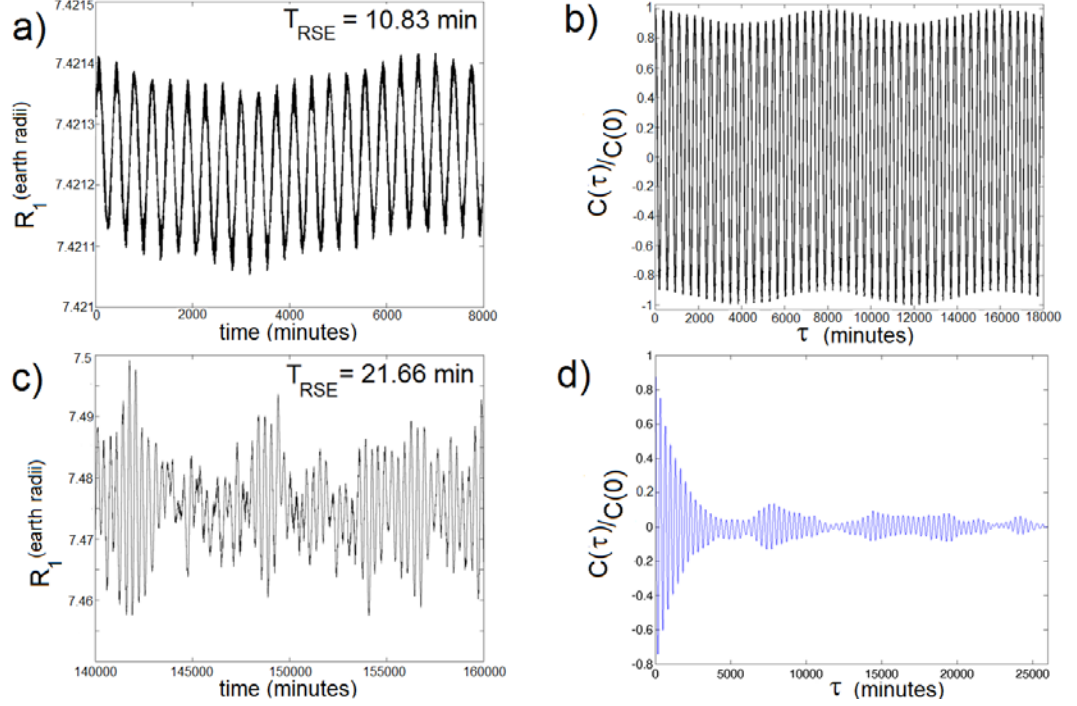 a)
T_RSE = 10.83 min
R_1 (earth radii)
7.4215
7.4214
7.4213
7.4212
7.4211
7.421
0 2000 4000 6000 8000
time (minutes)
b)
C(τ)/C(0)
1
0.8
0.6
0.4
0.2
0
-0.2
-0.4
-0.6
-0.8
-1
0 2000 4000 6000 8000 10000 12000 14000 16000 18000
τ (minutes)
c)
T_RSE = 21.66 min
R_1 (earth radii)
7.5
7.49
7.48
7.47
7.46
140000 145000 150000 155000 160000
time (minutes)
d)
C(τ)/C(0)
1
0.8
0.6
0.4
0.2
0
-0.2
-0.4
-0.6
-0.8
0 5000 10000 15000 20000 25000
τ (minutes)